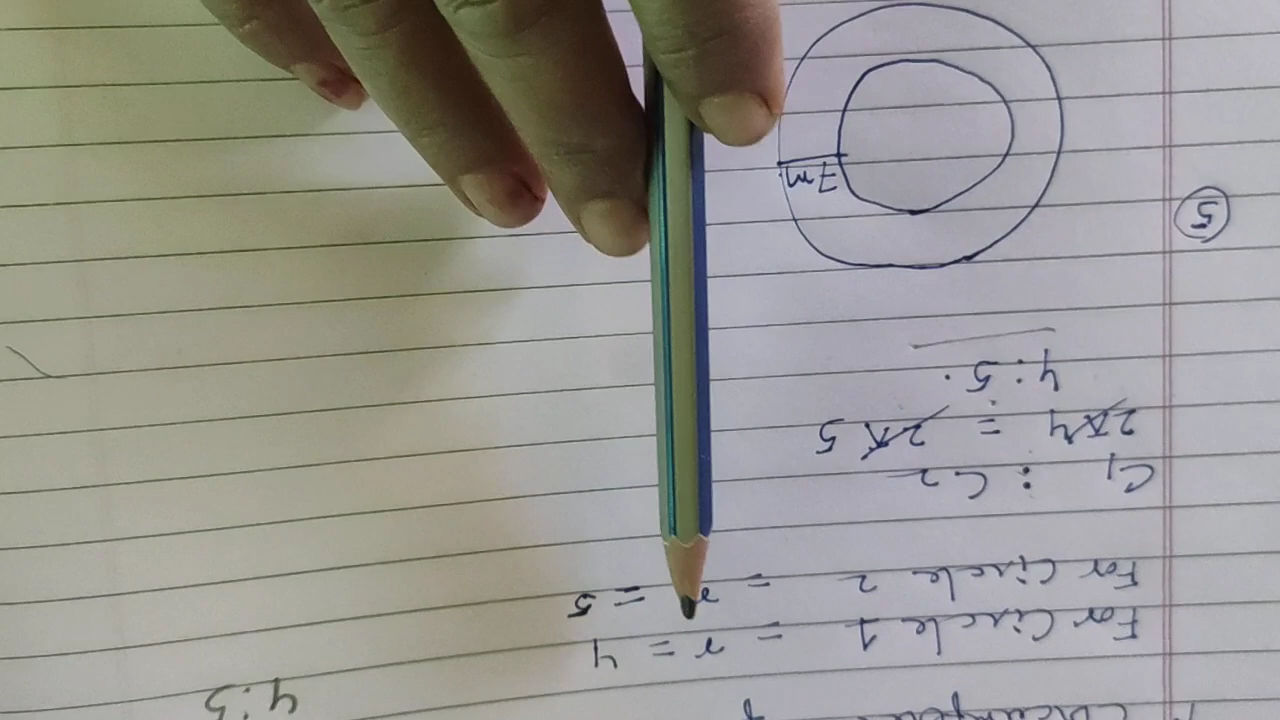 4:5
For Circle 1 = r = 4
For Circle 2 = r = 5
C1 : C2
2π4 = 2π5
4:5.
5
7m